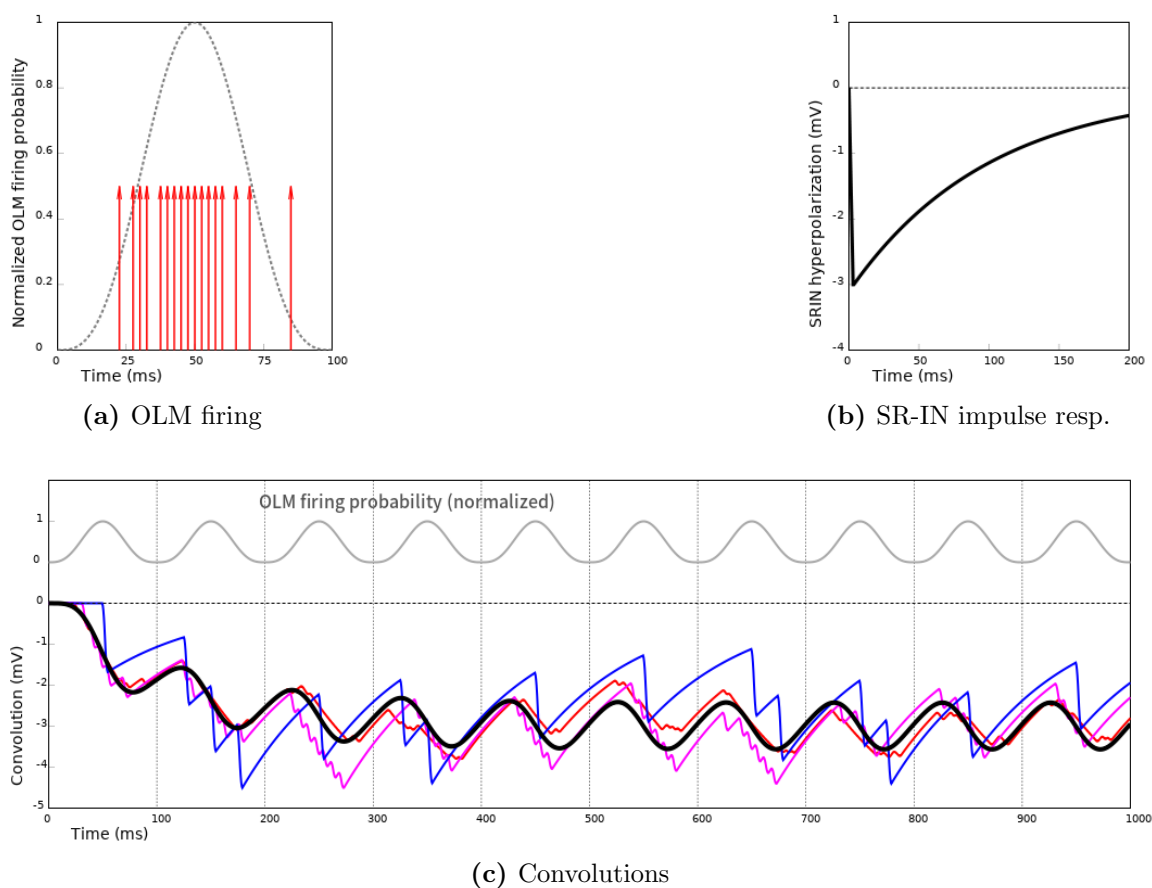 Normalized OLM firing probability
1
0.8
0.6
0.4
0.2
0
0 25 50 75 100
Time (ms)
(a) OLM firing
SRIN hyperpolarization (mV)
1
0
-1
-2
-3
-4
0 50 100 150 200
Time (ms)
(b) SR-IN impulse resp.
OLM firing probability (normalized)
1
0
0
-1
-2
-3
-4
-5
Convolution (mV)
0 100 200 300 400 500 600 700 800 900 1000
Time (ms)
(c) Convolutions